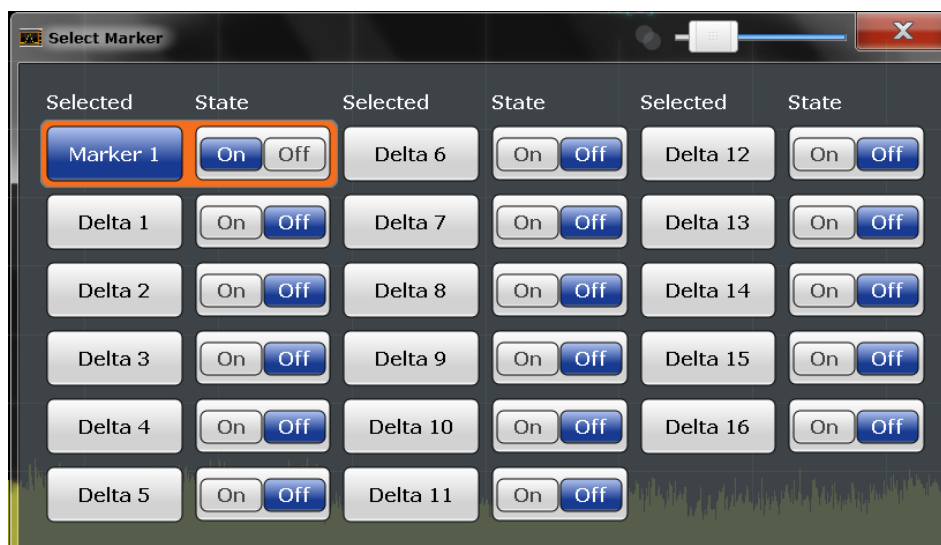 Select Marker
X
Selected State Selected State Selected State
Marker 1 On Off Delta 6 On Off Delta 12 On Off
Delta 1 On Off Delta 7 On Off Delta 13 On Off
Delta 2 On Off Delta 8 On Off Delta 14 On Off
Delta 3 On Off Delta 9 On Off Delta 15 On Off
Delta 4 On Off Delta 10 On Off Delta 16 On Off
Delta 5 On Off Delta 11 On Off